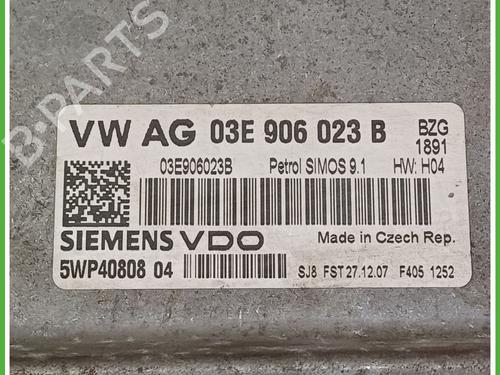 B-PARTS
VW AG 03E 906 023 B BZG 1891
03E906023B Petrol SIMOS 9.1 HW: H04
SIEMENS VDO Made in Czech Rep.
5WP40808 04 SJ8 FST 27.12.07 F405 1252